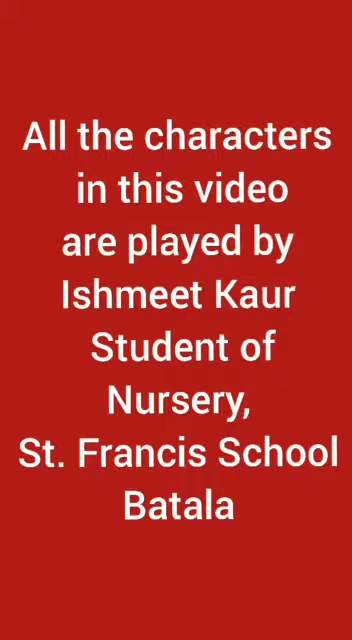 All the characters
in this video
are played by
Ishmeet Kaur
Student of
Nursery,
St. Francis School
Batala